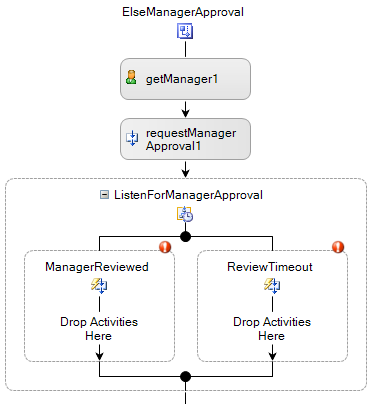 ElseManagerApproval
getManager1
requestManager
Approval1
ListenForManagerApproval
ManagerReviewed
Drop Activities
Here
ReviewTimeout
Drop Activities
Here